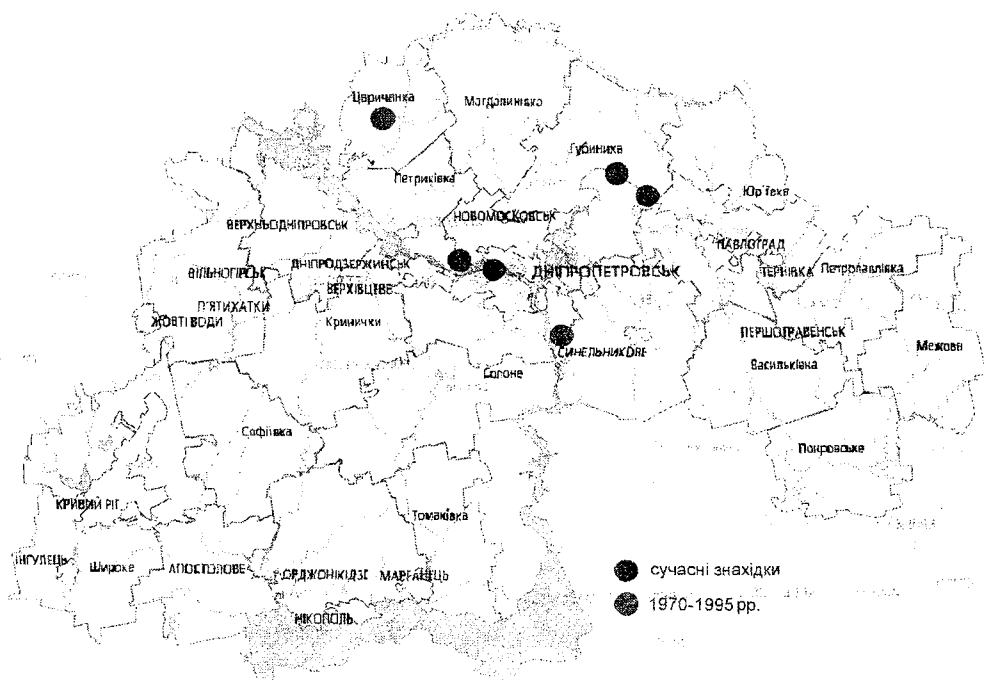 Царичанка
Магдалинівка
Губиниха
Петриківка
Юр'ївка
НОВОМОСКОВСЬК
ВЕРХНЬОДНІПРОВСЬК
ПАВЛОГРАД
ДНІПРОДЗЕРЖИНСЬК
ДНІПРОПЕТРОВСЬК
ВІЛЬНОГІРСЬК
ТЕРНІВКА
Петропавлівка
ВЕРХІВЦЕВЕ
П'ЯТИХАТКИ
ЖОВТІ ВОДИ
Кринички
ПЕРШОТРАВЕНСЬК
СИНЕЛЬНИКОВЕ
Межова
Васильківка
Солоне
Софіївка
Покровське
КРИВИЙ РІГ
Томаківка
ІНГУЛЕЦЬ
Широке
АПОСТОЛОВЕ
ОРДЖОНІКІДЗЕ
МАРГАНЕЦЬ
НІКОПОЛЬ
сучасні знахідки
1970-1995 рр.